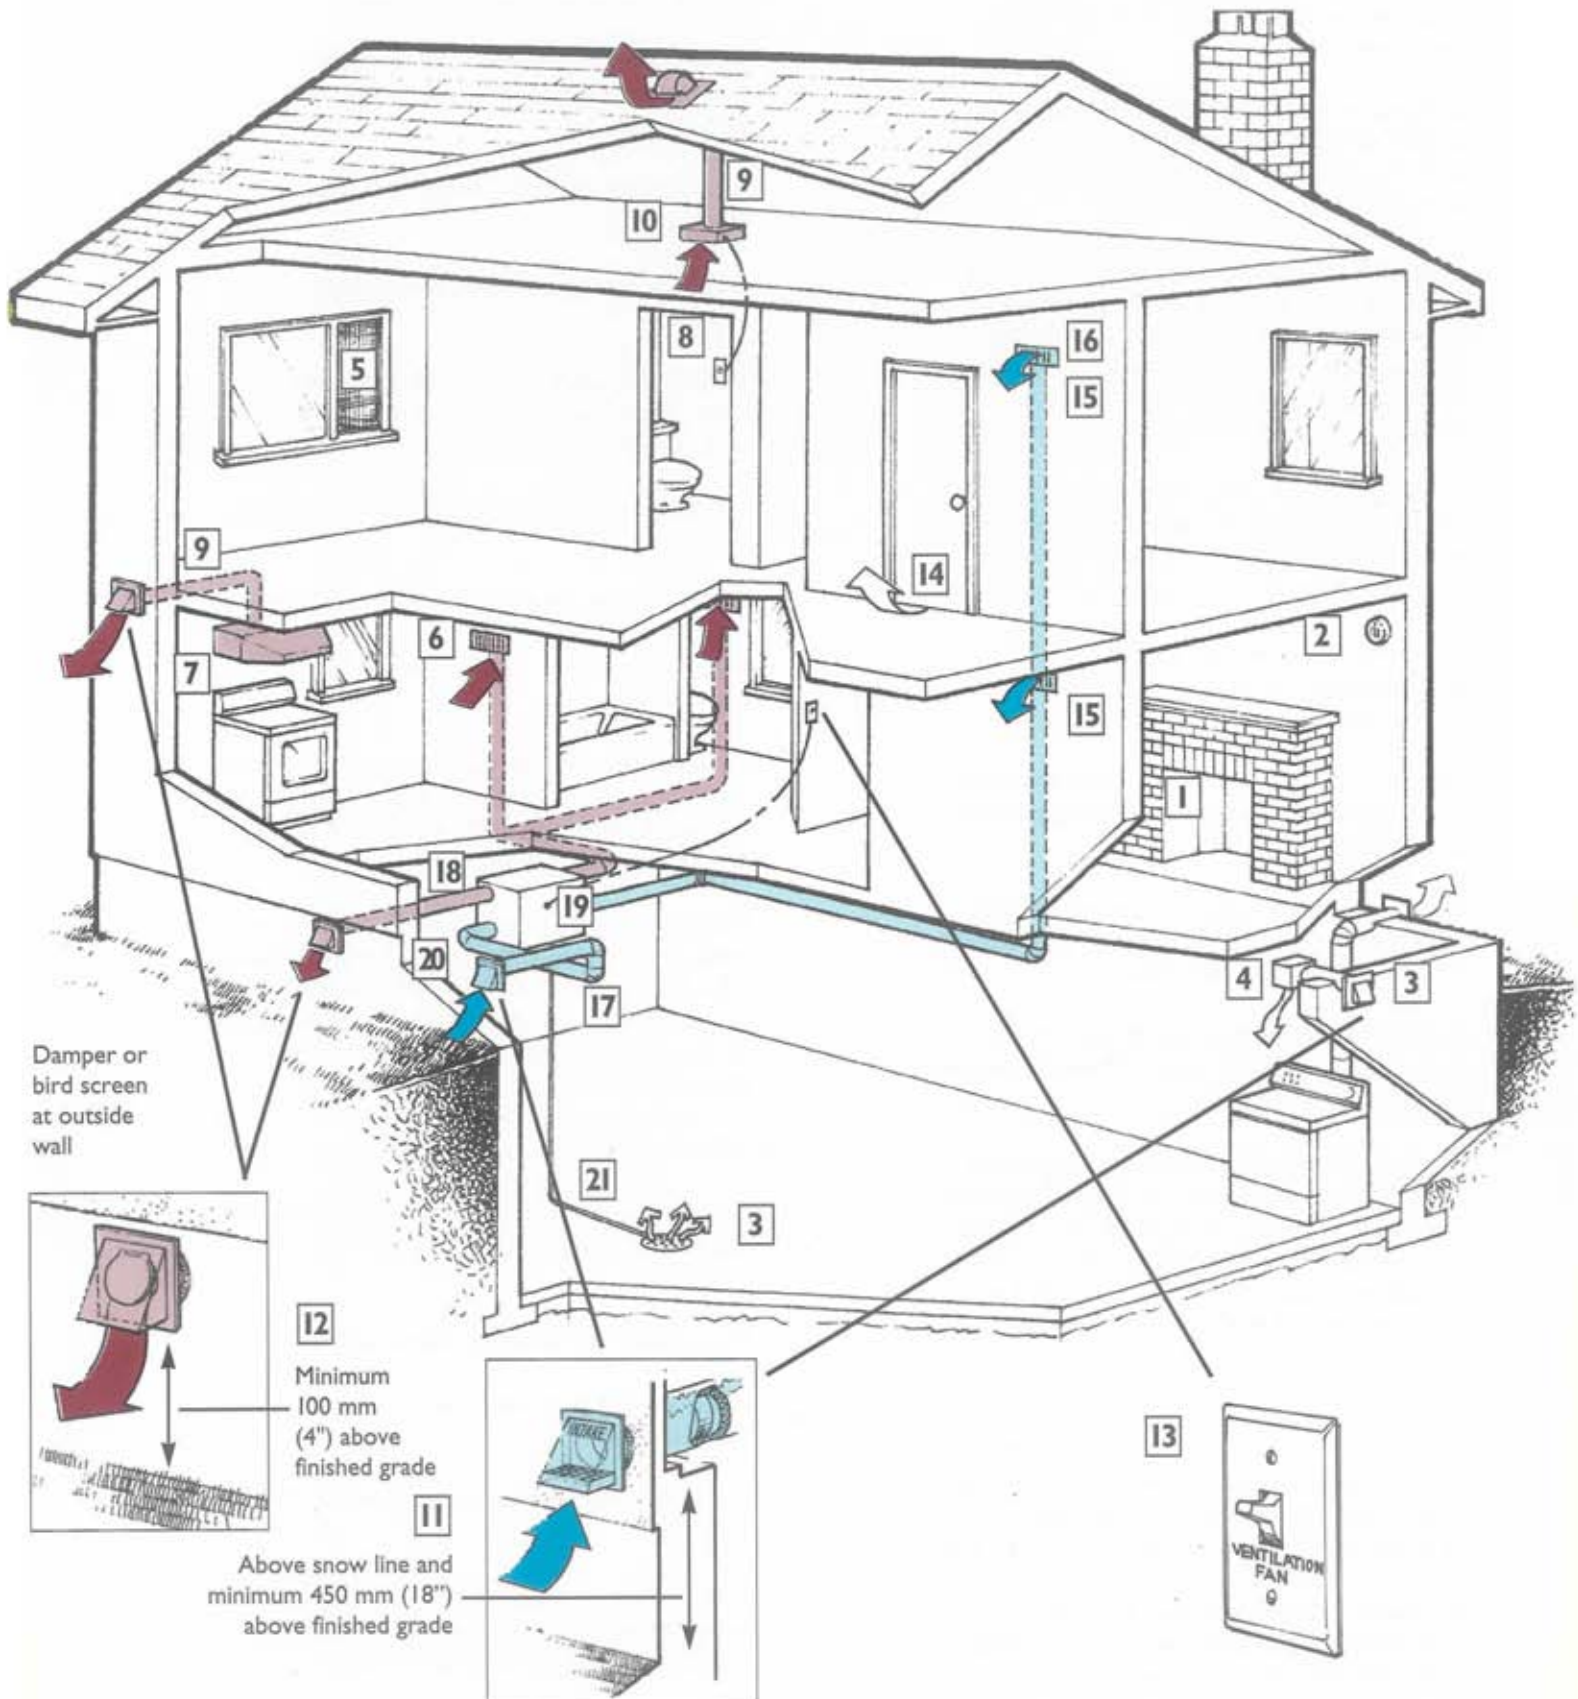 9
10
8
16
5
15
9
14
6
2
7
15
1
18
19
20
4
3
17
Damper or
bird screen
at outside
wall
21
3
12
Minimum
100 mm
(4") above
finished grade
INTAKE
13
11
Above snow line and
minimum 450 mm (18")
above finished grade
VENTILATION
FAN